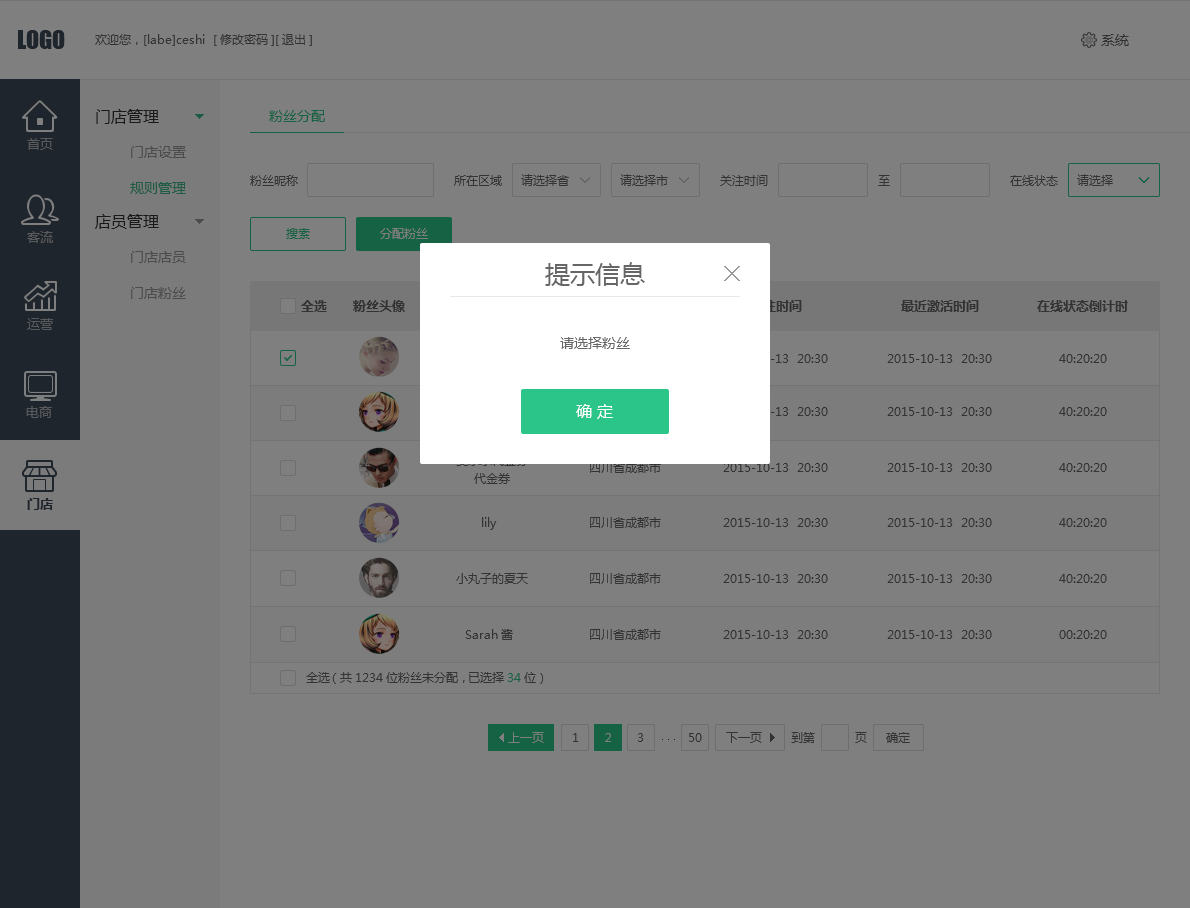 LOGO
欢迎您，[labe]ceshi [ 修改密码 ][ 退出 ]
系统
首页
客流
运营
电商
门店
门店管理
门店设置
规则管理
店员管理
门店店员
门店粉丝
粉丝分配
粉丝昵称
所在区域 请选择省 请选择市
关注时间 至
在线状态 请选择
搜索 分配粉丝
提示信息
请选择粉丝
确 定
全选 粉丝头像 注时间 最近激活时间 在线状态倒计时
-13 20:30 2015-10-13 20:30 40:20:20
-13 20:30 2015-10-13 20:30 40:20:20
四川省成都市 2015-10-13 20:30 2015-10-13 20:30 40:20:20
代金券
lily 四川省成都市 2015-10-13 20:30 2015-10-13 20:30 40:20:20
小丸子的夏天 四川省成都市 2015-10-13 20:30 2015-10-13 20:30 40:20:20
Sarah 酱 四川省成都市 2015-10-13 20:30 2015-10-13 20:30 00:20:20
全选 ( 共 1234 位粉丝未分配 , 已选择 34 位 )
上一页 1 2 3 ... 50 下一页 到第 页 确定